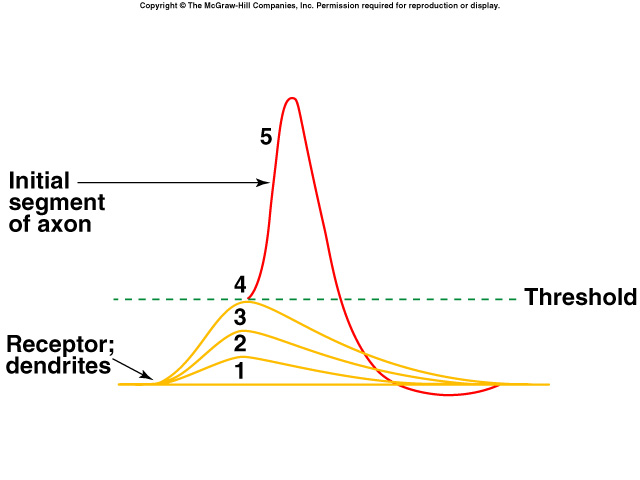 Copyright © The McGraw-Hill Companies, Inc. Permission required for reproduction or display.
5
Initial
segment
of axon
4
Threshold
3
Receptor;
dendrites
2
1